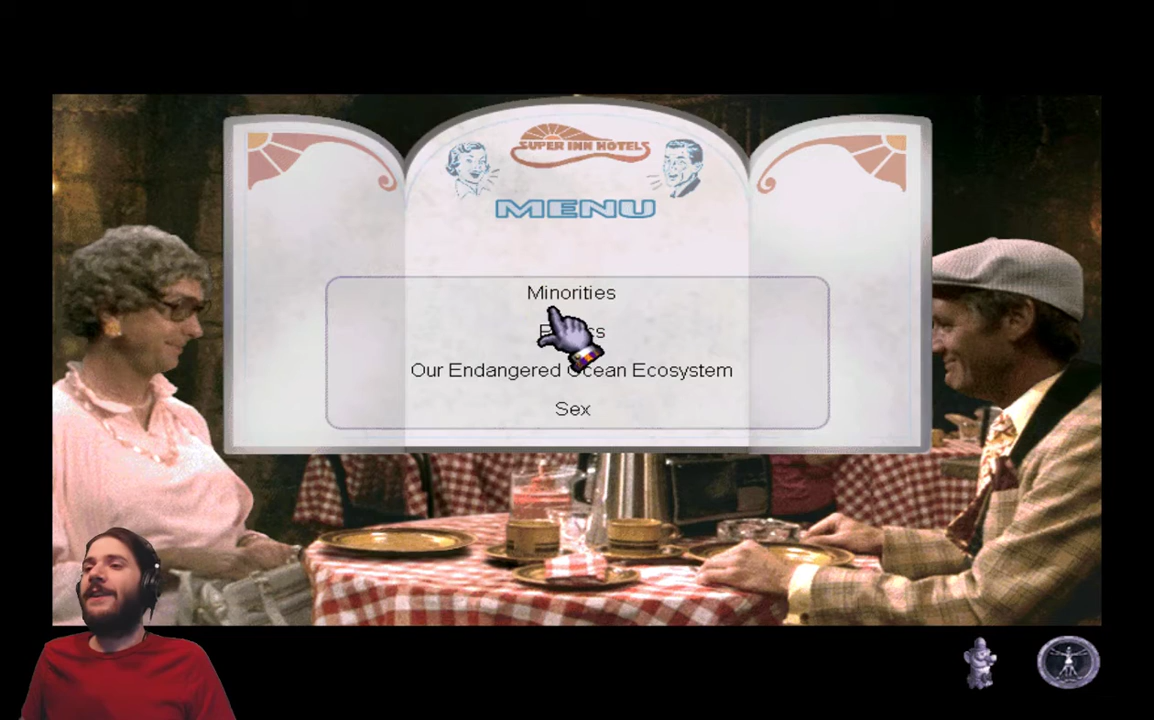 SUPER INN HOTELS
MENU
Minorities
Our Endangered Ocean Ecosystem
Sex